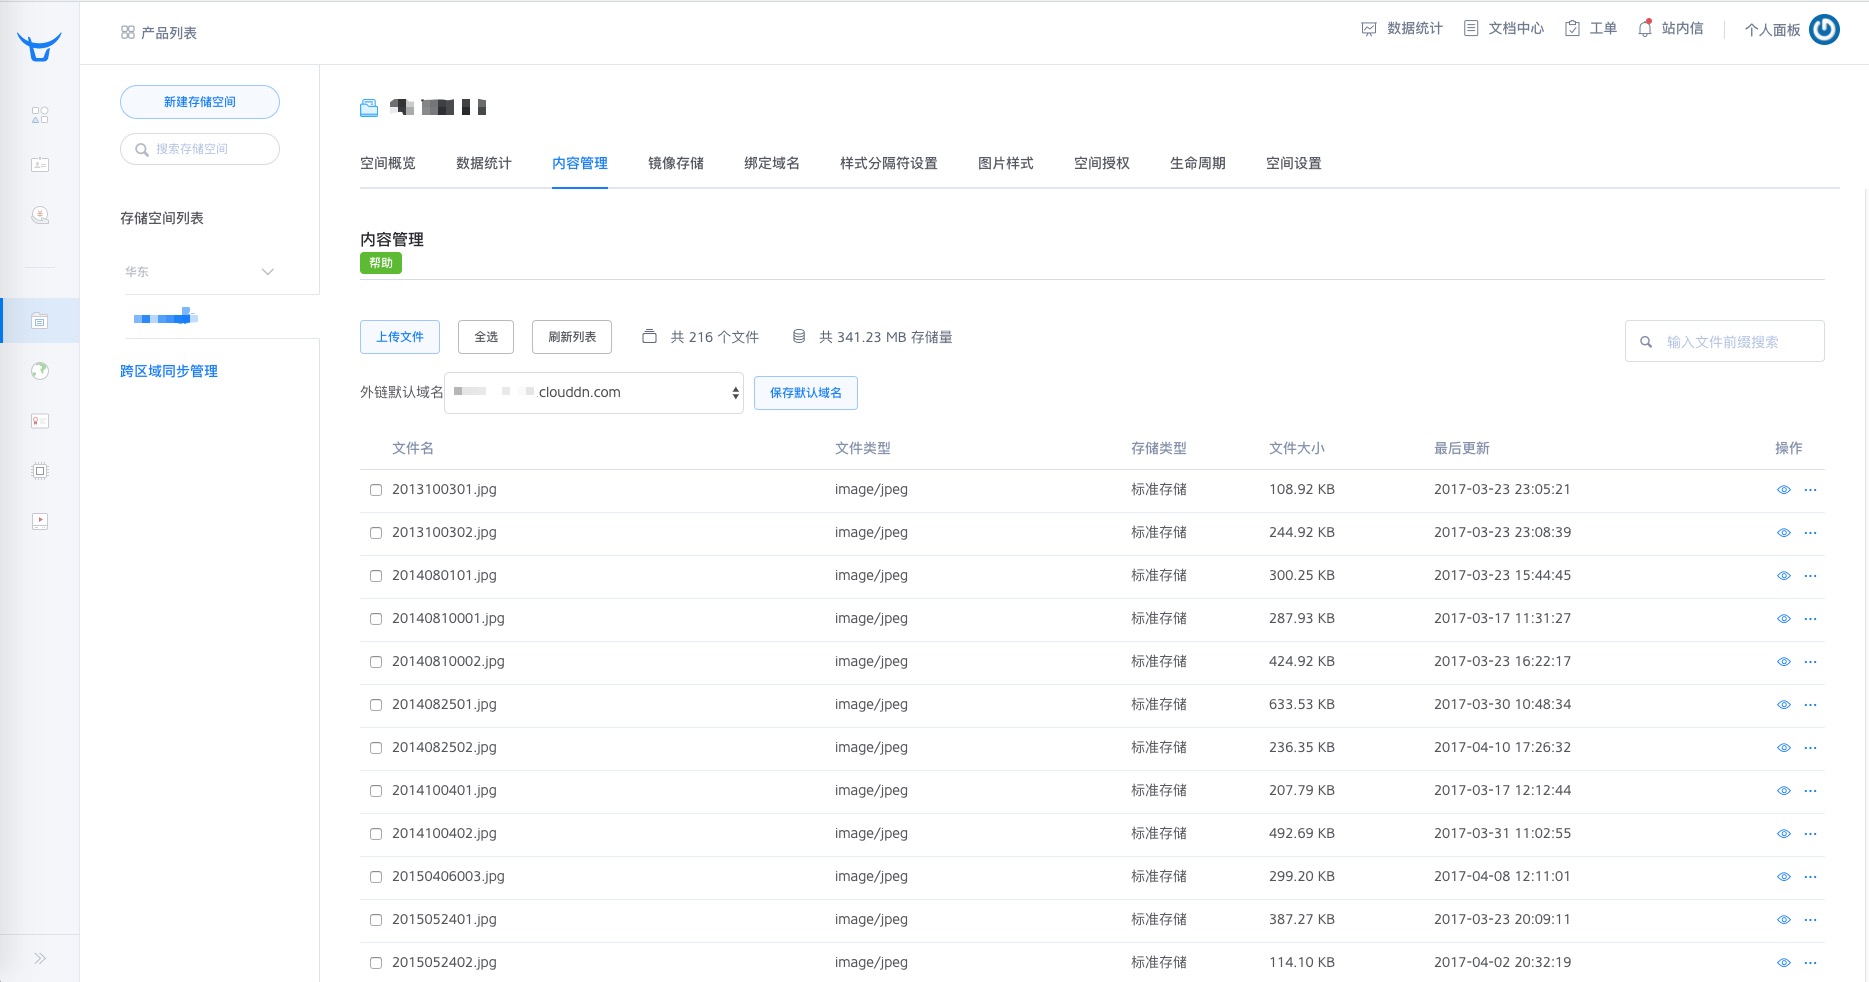 产品列表
数据统计 文档中心 工单 站内信 个人面板
新建存储空间
搜索存储空间
存储空间列表
华东
跨区域同步管理
空间概览 数据统计 内容管理 镜像存储 绑定域名 样式分隔符设置 图片样式 空间授权 生命周期 空间设置
内容管理
帮助
上传文件 全选 刷新列表 共 216 个文件 共 341.23 MB 存储量 输入文件前缀搜索
外链默认域名 .clouddn.com 保存默认域名
文件名 文件类型 存储类型 文件大小 最后更新 操作
2013100301.jpg image/jpeg 标准存储 108.92 KB 2017-03-23 23:05:21
2013100302.jpg image/jpeg 标准存储 244.92 KB 2017-03-23 23:08:39
2014080101.jpg image/jpeg 标准存储 300.25 KB 2017-03-23 15:44:45
20140810001.jpg image/jpeg 标准存储 287.93 KB 2017-03-17 11:31:27
20140810002.jpg image/jpeg 标准存储 424.92 KB 2017-03-23 16:22:17
2014082501.jpg image/jpeg 标准存储 633.53 KB 2017-03-30 10:48:34
2014082502.jpg image/jpeg 标准存储 236.35 KB 2017-04-10 17:26:32
2014100401.jpg image/jpeg 标准存储 207.79 KB 2017-03-17 12:12:44
2014100402.jpg image/jpeg 标准存储 492.69 KB 2017-03-31 11:02:55
20150406003.jpg image/jpeg 标准存储 299.20 KB 2017-04-08 12:11:01
2015052401.jpg image/jpeg 标准存储 387.27 KB 2017-03-23 20:09:11
2015052402.jpg image/jpeg 标准存储 114.10 KB 2017-04-02 20:32:19